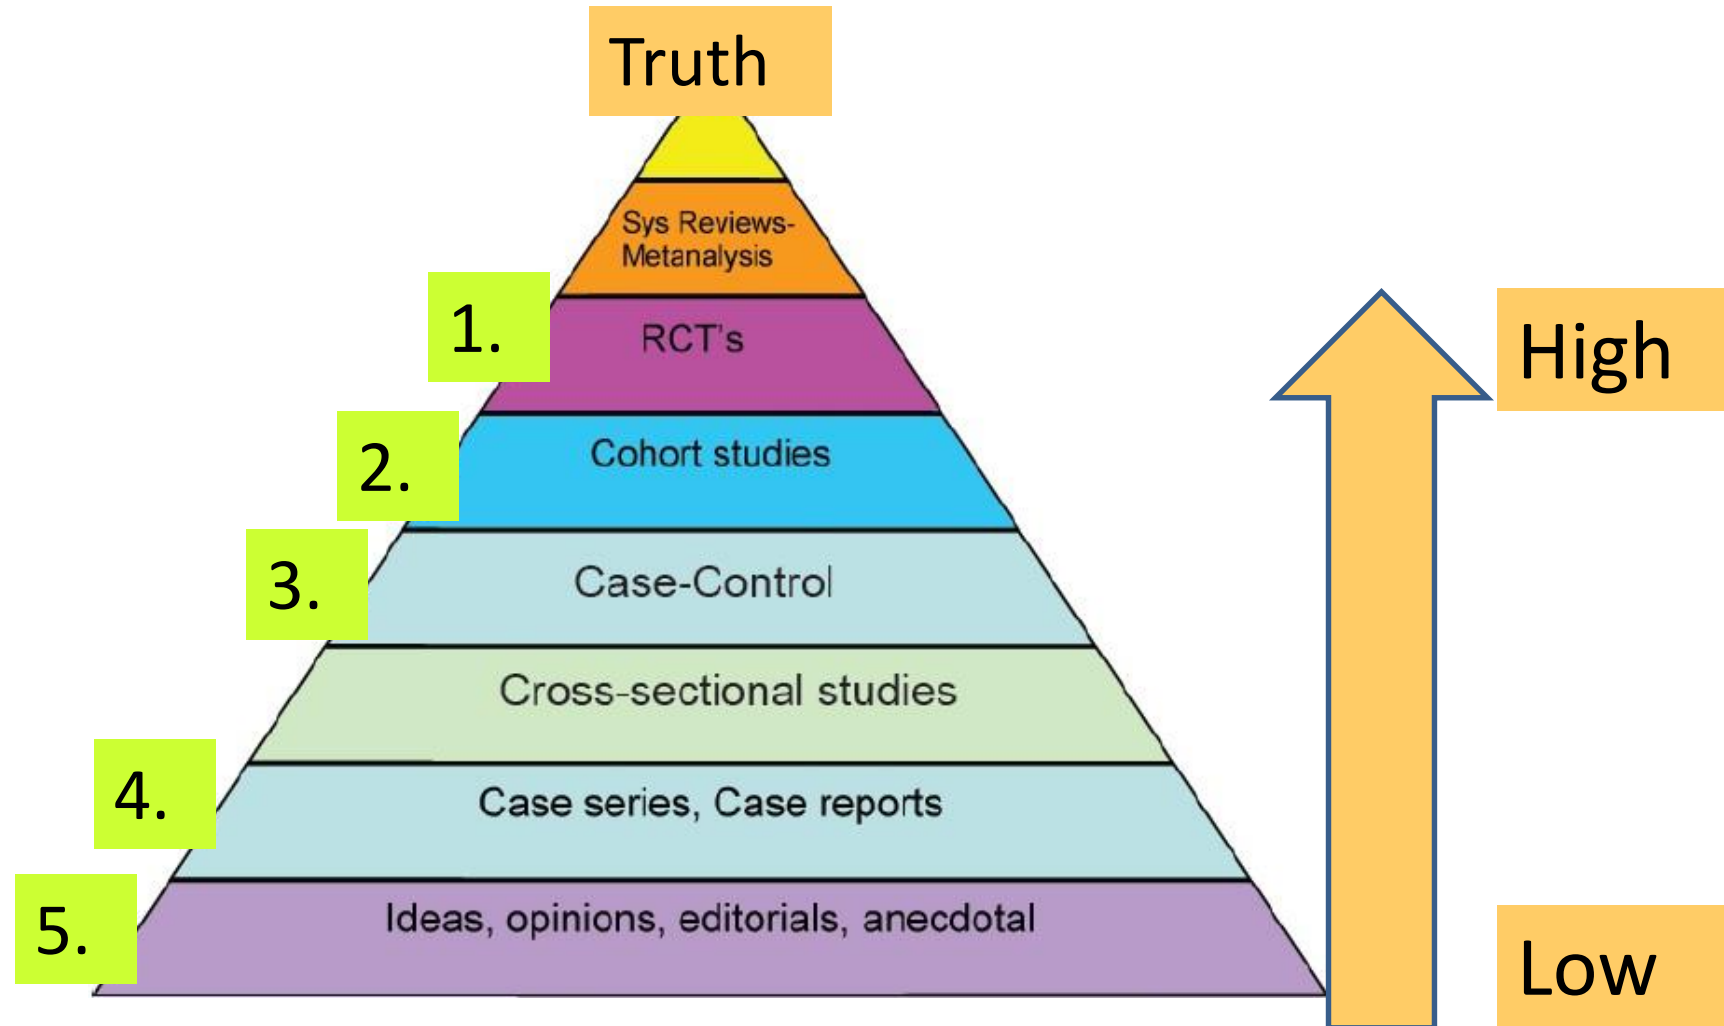 Truth
Sys Reviews-
Metanalysis
1.
RCT's
High
2.
Cohort studies
3.
Case-Control
Cross-sectional studies
4.
Case series, Case reports
5.
Ideas, opinions, editorials, anecdotal
Low